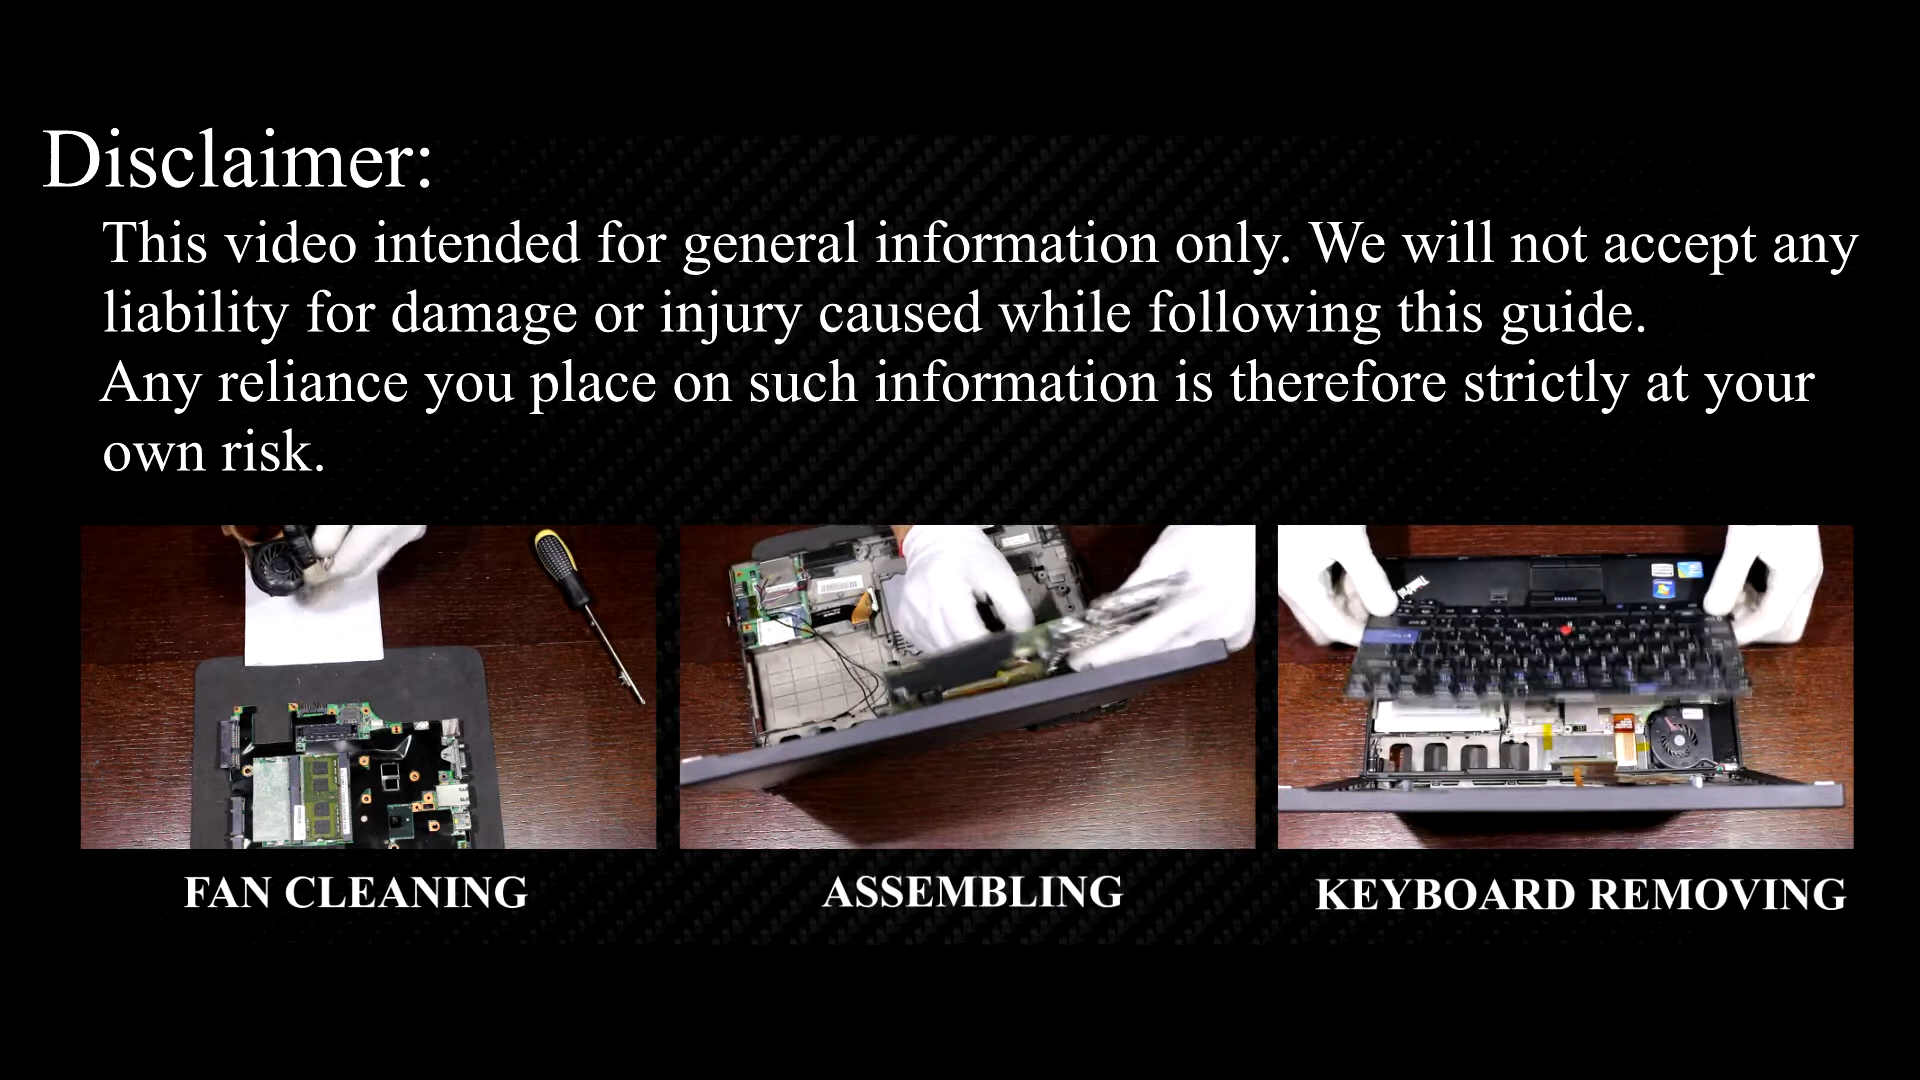 Disclaimer:
This video intended for general information only. We will not accept any
liability for damage or injury caused while following this guide.
Any reliance you place on such information is therefore strictly at your
own risk.
ThinkPad
FAN CLEANING
ASSEMBLING
KEYBOARD REMOVING